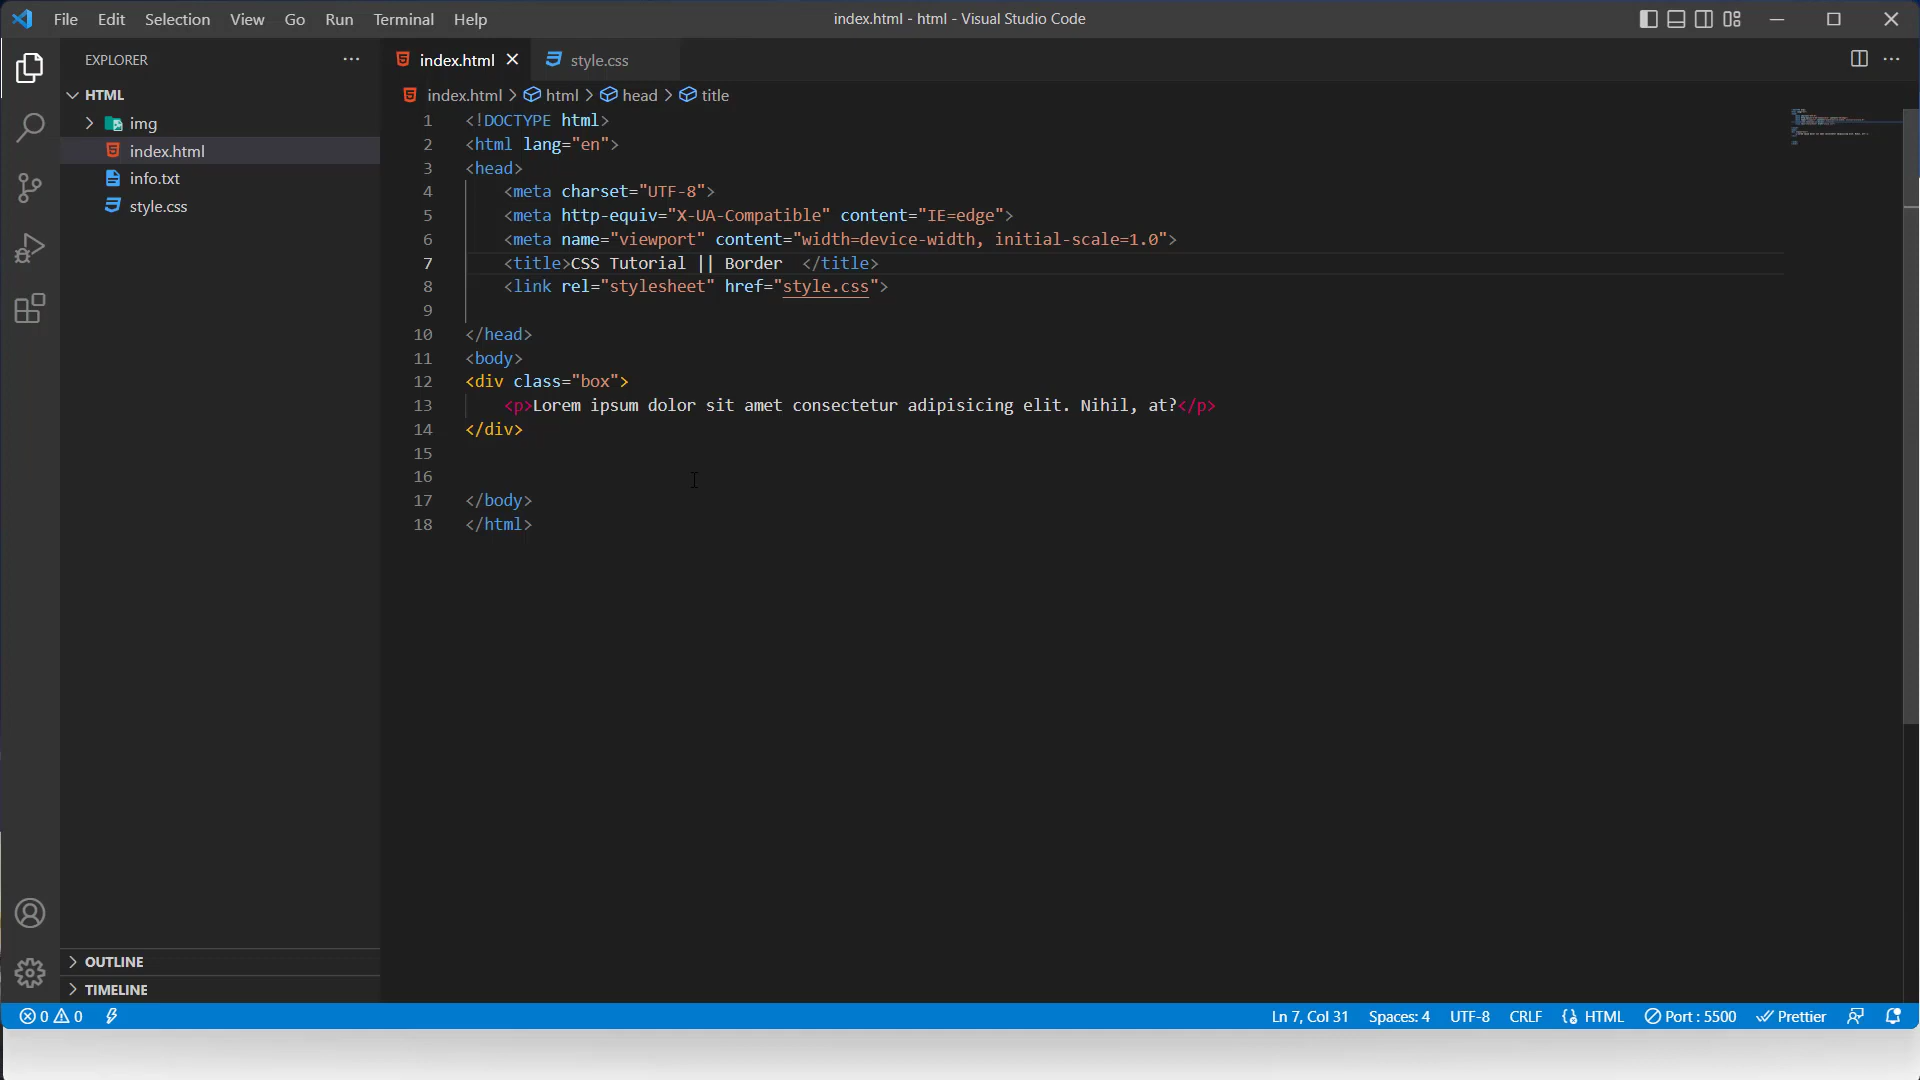 File Edit Selection View Go Run Terminal Help
index.html - html - Visual Studio Code
EXPLORER
HTML
img
index.html
info.txt
style.css
OUTLINE
TIMELINE
index.html style.css
index.html > html > head > title
1 <!DOCTYPE html>
2 <html lang="en">
3 <head>
4 <meta charset="UTF-8">
5 <meta http-equiv="X-UA-Compatible" content="IE=edge">
6 <meta name="viewport" content="width=device-width, initial-scale=1.0">
7 <title>CSS Tutorial || Border  </title>
8 <link rel="stylesheet" href="style.css">
9
10 </head>
11 <body>
12 <div class="box">
13 <p>Lorem ipsum dolor sit amet consectetur adipisicing elit. Nihil, at?</p>
14 </div>
15
16
17 </body>
18 </html>
0 0 Ln 7, Col 31 Spaces: 4 UTF-8 CRLF HTML Port : 5500 Prettier